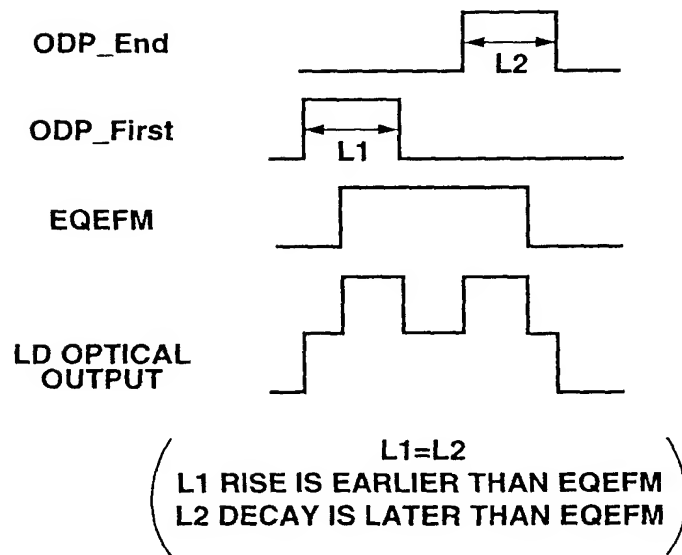 ODP_End
L2
ODP_First
L1
EQEFM
LD OPTICAL
OUTPUT
L1=L2
L1 RISE IS EARLIER THAN EQEFM
L2 DECAY IS LATER THAN EQEFM